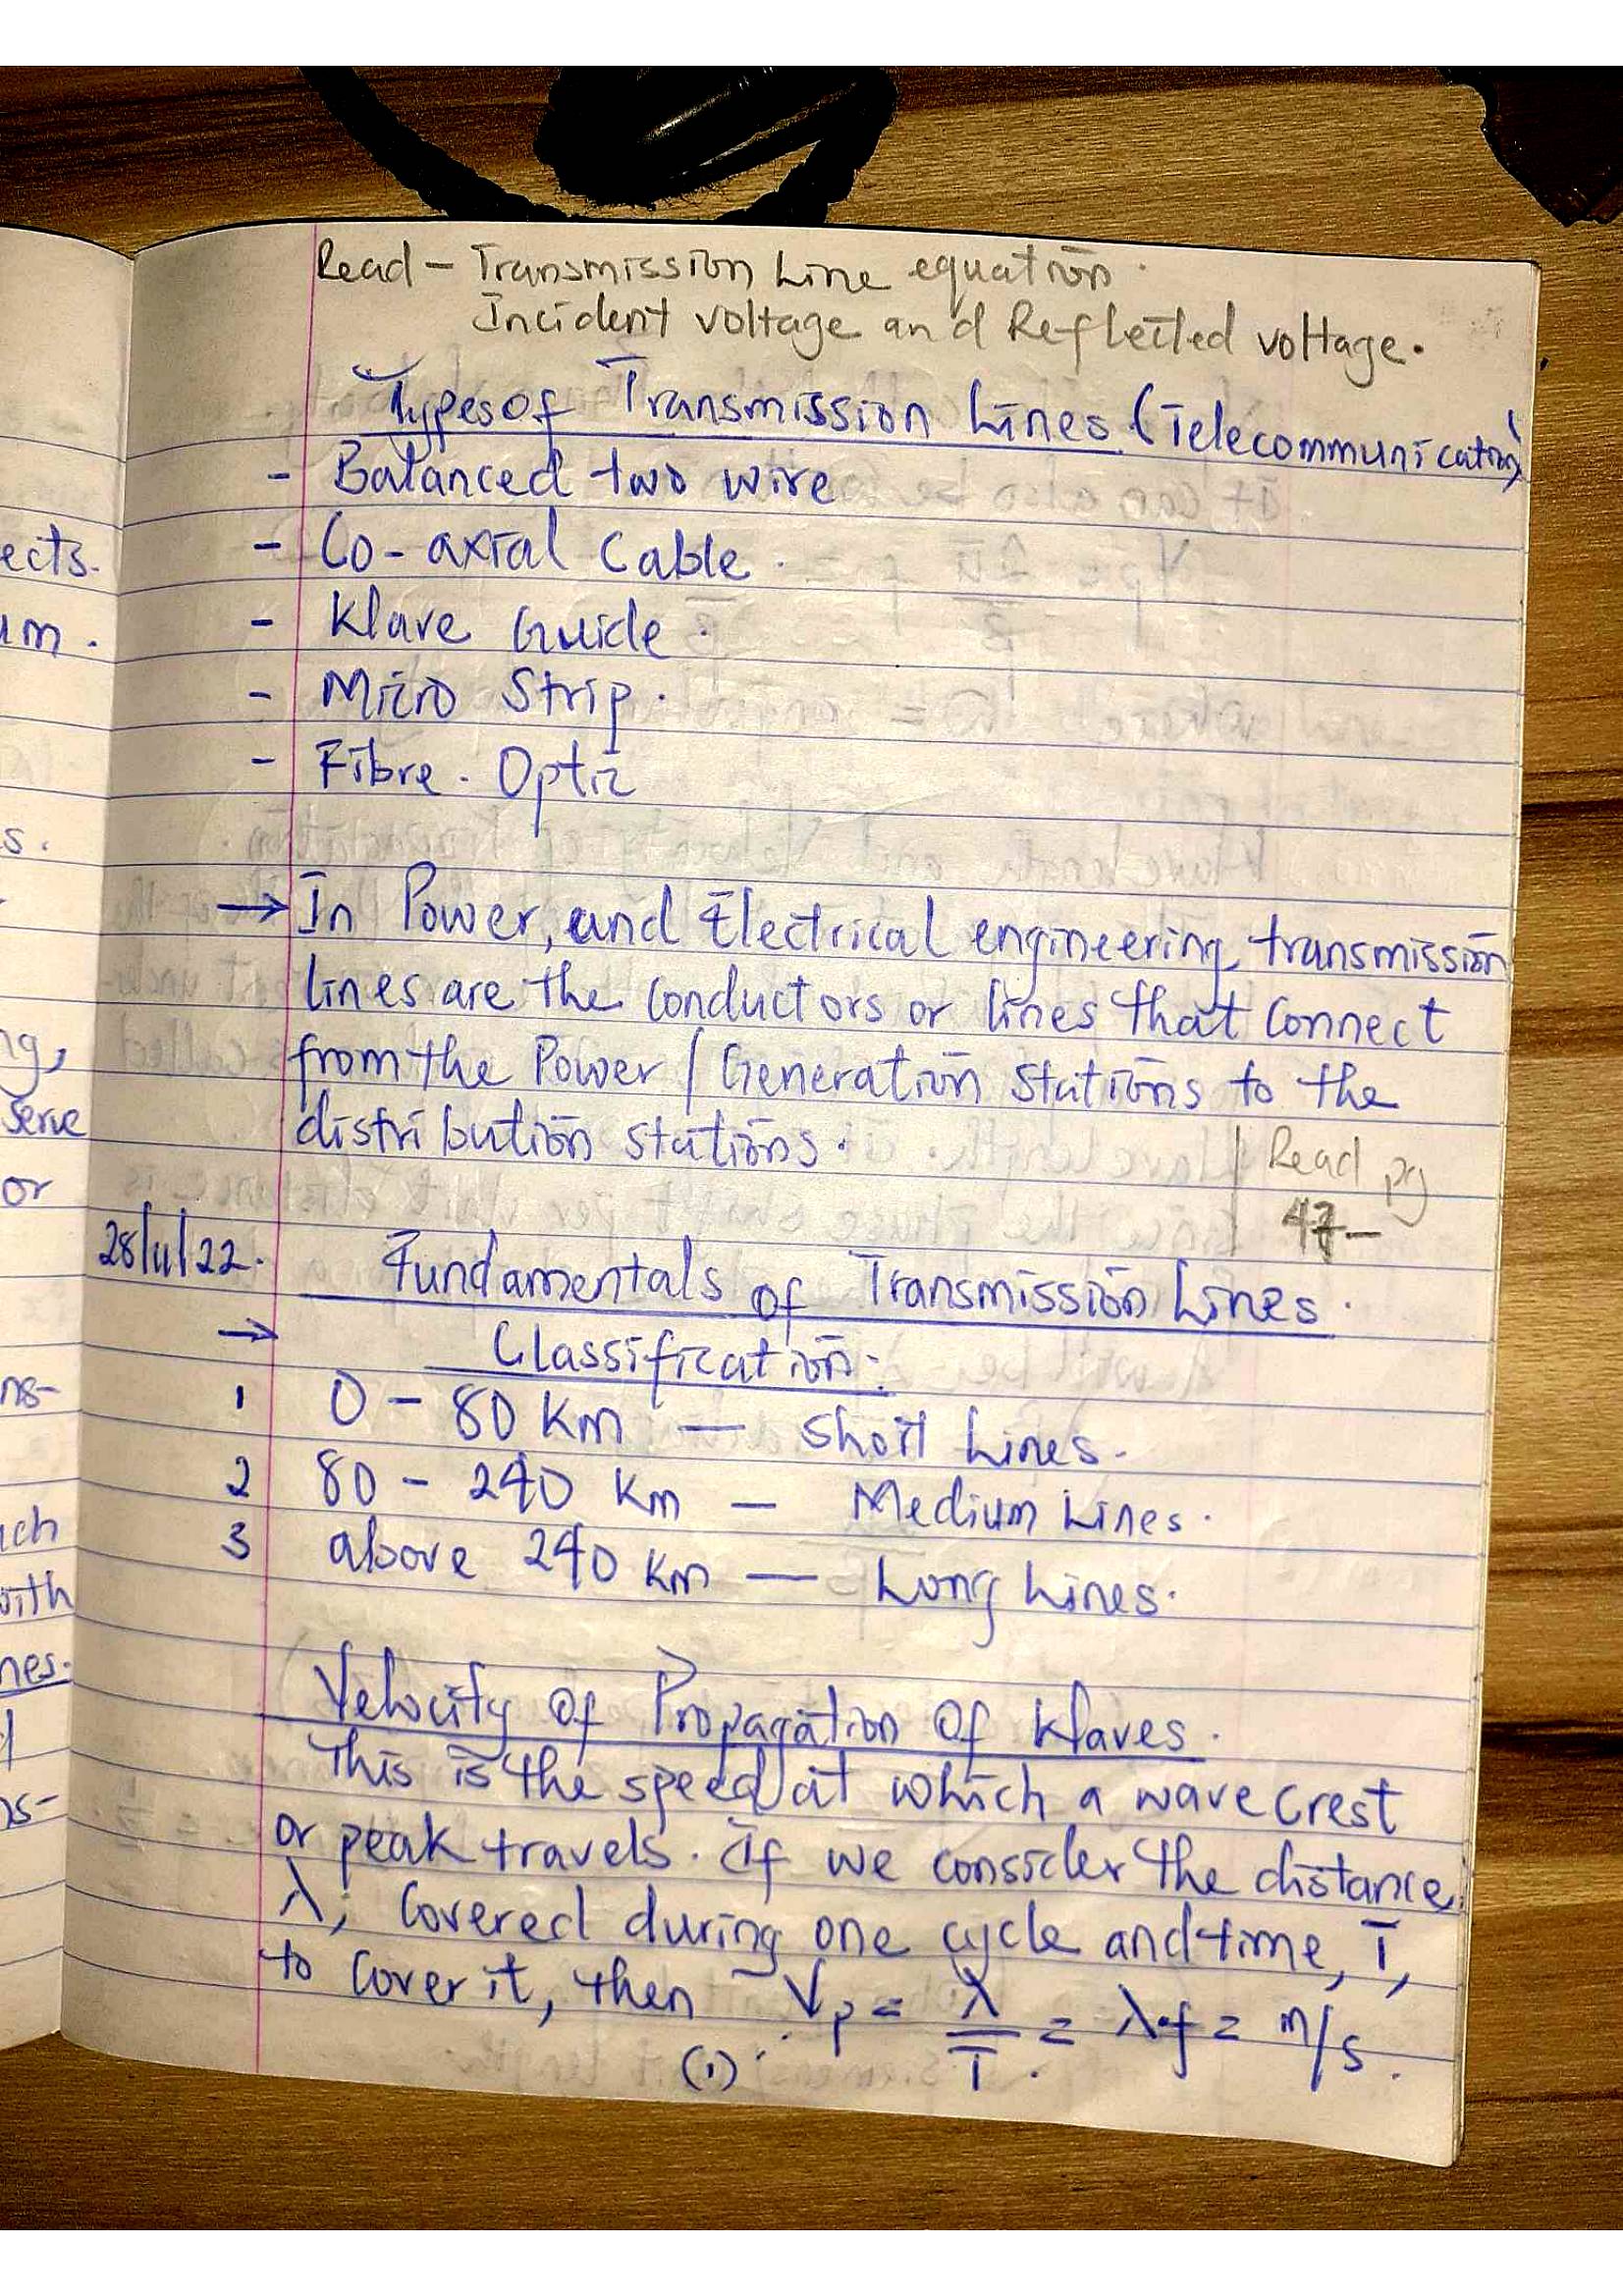 Read - Transmission Line equation.
Incident voltage and Reflected voltage.
Types of Transmission Lines (Telecommunication)
- Balanced two wire
- Co-axial Cable.
- Wave Guide.
- Micro Strip.
- Fibre. Optic
→ In Power, and Electrical engineering, transmission
lines are the conductors or lines that connect
from the Power / Generation stations to the
distribution stations.
Read pg
47-
28/11/22. Fundamentals of Transmission Lines.
→ Classification:
1 0 - 80 Km — Short Lines.
2 80 - 240 Km — Medium Lines.
3 above 240 Km — Long Lines.
Velocity Of Propagation Of Waves.
This is the speed at which a wave crest
or peak travels. If we consider the distance,
λ, covered during one cycle and time, T,
to cover it, then Vp = λ/T = λ.f = m/s.
(1)
ects.
um.
s.
ng,
serve
or
ns-
ach
with
nes.
ns-